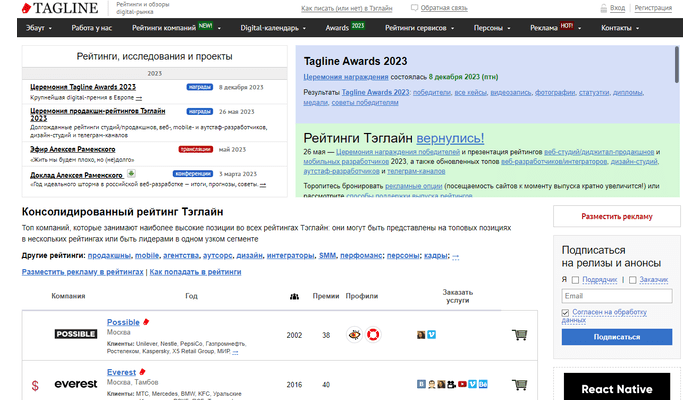 TAGLINE
Рейтинги и обзоры
digital-рынка
Как писать (или нет) в Тэглайн
Обратная связь
Вход | Регистрация
Эбаут
Работа у нас
Рейтинги компаний NEW!
Digital-календарь
Awards 2023
Рейтинги сервисов
Персоны
Реклама HOT!
Контакты
Рейтинги, исследования и проекты
2023
Церемония Tagline Awards 2023 награды 8 декабря 2023
Крупнейшая digital-премия в Европе →
Церемония продакшн-рейтингов Тэглайн награды 26 мая 2023
2023
Долгожданные рейтинги студий/продакшнов, веб-, mobile- и аутстаф-разработчиков,
дизайн-студий и телеграм-каналов
Эфир Алексея Раменского трансляции май 2023
«Жить мы будем плохо, но (не)долго»
Доклад Алексея Раменского конференции 3 марта 2023
«Год идеального шторма в российской веб-разработке — итоги, прогнозы, советы →
Tagline Awards 2023
Церемония награждения состоялась 8 декабря 2023 (птн)
Результаты Tagline Awards 2023: победители, все кейсы, видеозапись, фотографии, статуэтки, дипломы,
медали, советы победителям
Рейтинги Тэглайн вернулись!
26 мая — Церемония награждения победителей и презентация рейтингов веб-студий/диджитал-продакшнов и
мобильных разработчиков 2023, а также обновленных топов веб-разработчиков/интеграторов, дизайн-студий,
аутстаф-разработчиков и телеграм-каналов
Торопитесь бронировать рекламные опции (посещаемость сайтов к моменту выпуска кратно увеличится!) или
рассмотрите способы поддержки выпуска рейтингов
Консолидированный рейтинг Тэглайн
Топ компаний, которые занимают наиболее высокие позиции во всех рейтингах Тэглайн: они могут быть представлены на топовых позициях
в нескольких рейтингах или быть лидерами в одном узком сегменте
Другие рейтинги: продакшны, mobile, агентства, аутсорс, дизайн, интеграторы, SMM, перфоманс; персоны; кадры; →
Разместить рекламу в рейтингах | Как попадать в рейтинги
Разместить рекламу
Подписаться
на релизы и анонсы
Я Подрядчик | Заказчик
Email
Согласен на обработку
данных
Подписаться
Компания
Год
Премии
Профили
Заказать
услуги
POSSIBLE
Possible
Москва
Клиенты: Unilever, Nestle, PepsiCo, Газпромнефть,
Ростелеком, Kaspersky, X5 Retail Group, МИР, →
2002
38
$
everest
Everest
Москва, Тамбов
Клиенты: МТС, Mercedes, BMW, KFC, Уральские
2016
40
React Native